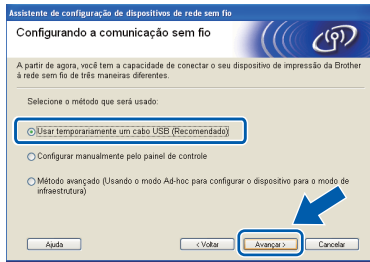 Assistente de configuração de dispositivos de rede sem fio
Configurando a comunicação sem fio
A partir de agora, você tem a capacidade de conectar o seu dispositivo de impressão da Brother
à rede sem fio de três maneiras diferentes.
Selecione o método que será usado:
Usar temporariamente um cabo USB (Recomendado)
Configurar manualmente pelo painel de controle
Método avançado (Usando o modo Ad-hoc para configurar o dispositivo para o modo de
infraestrutura)
Ajuda
< Voltar
Avançar >
Cancelar